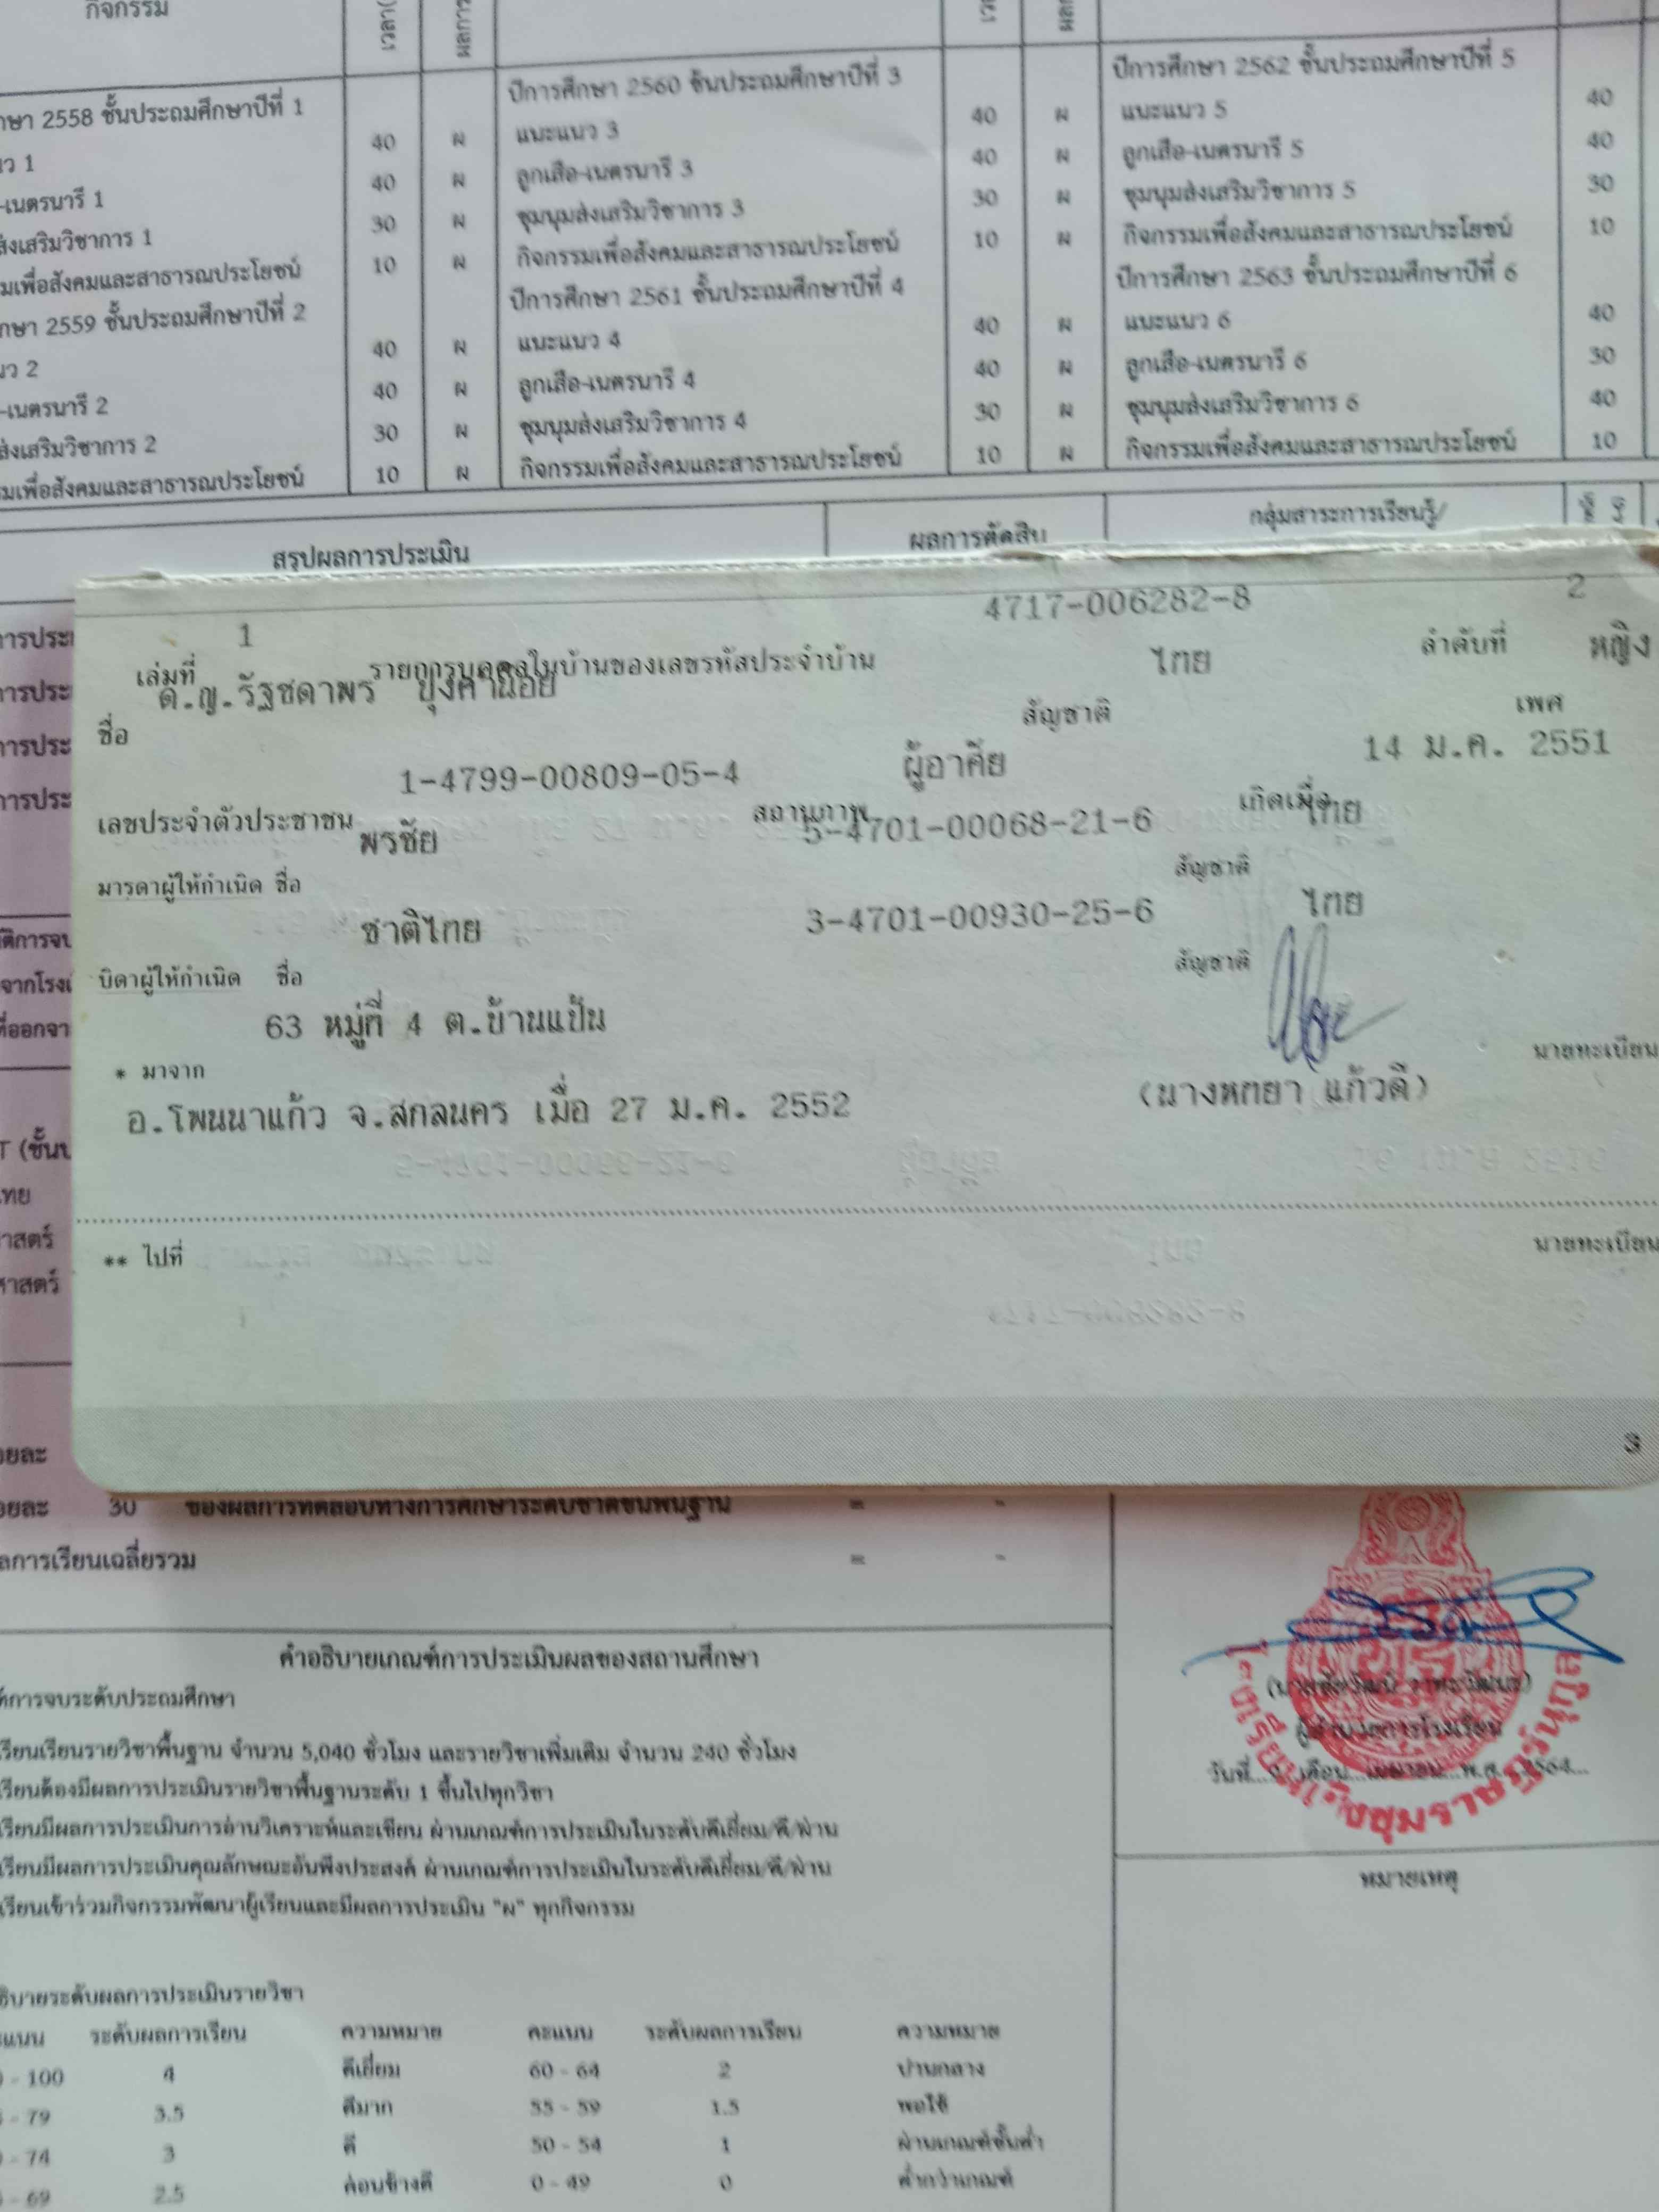 กิจกรรม
ปีการศึกษา 2560 ชั้นประถมศึกษาปีที่ 3
ปีการศึกษา 2562 ชั้นประถมศึกษาปีที่ 5
กษา 2558 ชั้นประถมศึกษาปีที่ 1
แนะแนว 3 40 ผ
แนะแนว 5 40
ว 1 40 ผ
ลูกเสือ-เนตรนารี 3 40 ผ
ลูกเสือ-เนตรนารี 5 40
-เนตรนารี 1 40 ผ
ชุมนุมส่งเสริมวิชาการ 3 30 ผ
ชุมนุมส่งเสริมวิชาการ 5 30
ส่งเสริมวิชาการ 1 30 ผ
กิจกรรมเพื่อสังคมและสาธารณประโยชน์ 10 ผ
กิจกรรมเพื่อสังคมและสาธารณประโยชน์ 10
มเพื่อสังคมและสาธารณประโยชน์ 10 ผ
ปีการศึกษา 2561 ชั้นประถมศึกษาปีที่ 4
ปีการศึกษา 2563 ชั้นประถมศึกษาปีที่ 6
กษา 2559 ชั้นประถมศึกษาปีที่ 2
แนะแนว 4 40 ผ
แนะแนว 6 40
นว 2 40 ผ
ลูกเสือ-เนตรนารี 4 40 ผ
ลูกเสือ-เนตรนารี 6 30
-เนตรนารี 2 40 ผ
ชุมนุมส่งเสริมวิชาการ 4 30 ผ
ชุมนุมส่งเสริมวิชาการ 6 40
ส่งเสริมวิชาการ 2 30 ผ
กิจกรรมเพื่อสังคมและสาธารณประโยชน์ 10 ผ
กิจกรรมเพื่อสังคมและสาธารณประโยชน์ 10
มเพื่อสังคมและสาธารณประโยชน์ 10 ผ
สรุปผลการประเมิน ผลการตัดสิน กลุ่มสาระการเรียนรู้/
เล่มที่ 1 รายการบุคคลในบ้านของเลขรหัสประจำบ้าน 4717-006282-8 ลำดับที่ 2
ชื่อ ด.ญ.รัฐชดาพร ปุงคำน้อย สัญชาติ ไทย เพศ หญิง
เลขประจำตัวประชาชน 1-4799-00809-05-4 สถานภาพ ผู้อาศัย เกิดเมื่อ 14 ม.ค. 2551
มารดาผู้ให้กำเนิด ชื่อ พรชัย 5-4701-00068-21-6 สัญชาติ ไทย
บิดาผู้ให้กำเนิด ชื่อ ชาติไทย 3-4701-00930-25-6 สัญชาติ ไทย
* มาจาก 63 หมู่ที่ 4 ต.บ้านแป้น นายทะเบียน
อ.โพนนาแก้ว จ.สกลนคร เมื่อ 27 ม.ค. 2552 (นางหทยา แก้วดี)
** ไปที่ นายทะเบียน
3
30 ของผลการทดสอบทางการศึกษาระดับชาติขั้นพื้นฐาน = -
ลการเรียนเฉลี่ยรวม = -
คำอธิบายเกณฑ์การประเมินผลของสถานศึกษา
ฑ์การจบระดับประถมศึกษา
เรียนเรียนรายวิชาพื้นฐาน จำนวน 5,040 ชั่วโมง และรายวิชาเพิ่มเติม จำนวน 240 ชั่วโมง
เรียนต้องมีผลการประเมินรายวิชาพื้นฐานระดับ 1 ขึ้นไปทุกวิชา
เรียนมีผลการประเมินการอ่านวิเคราะห์และเขียน ผ่านเกณฑ์การประเมินในระดับดีเยี่ยม/ดี/ผ่าน
เรียนมีผลการประเมินคุณลักษณะอันพึงประสงค์ ผ่านเกณฑ์การประเมินในระดับดีเยี่ยม/ดี/ผ่าน
เรียนเข้าร่วมกิจกรรมพัฒนาผู้เรียนและมีผลการประเมิน "ผ" ทุกกิจกรรม
ผู้อำนวยการโรงเรียน
หมายเหตุ
ธิบายระดับผลการประเมินรายวิชา
ะแนน ระดับผลการเรียน ความหมาย คะแนน ระดับผลการเรียน ความหมาย
- 100 4 ดีเยี่ยม 60 - 64 2 ปานกลาง
- 79 3.5 ดีมาก 55 - 59 1.5 พอใช้
- 74 3 ดี 50 - 54 1 ผ่านเกณฑ์ขั้นต่ำ
- 69 2.5 ค่อนข้างดี 0 - 49 0 ต่ำกว่าเกณฑ์